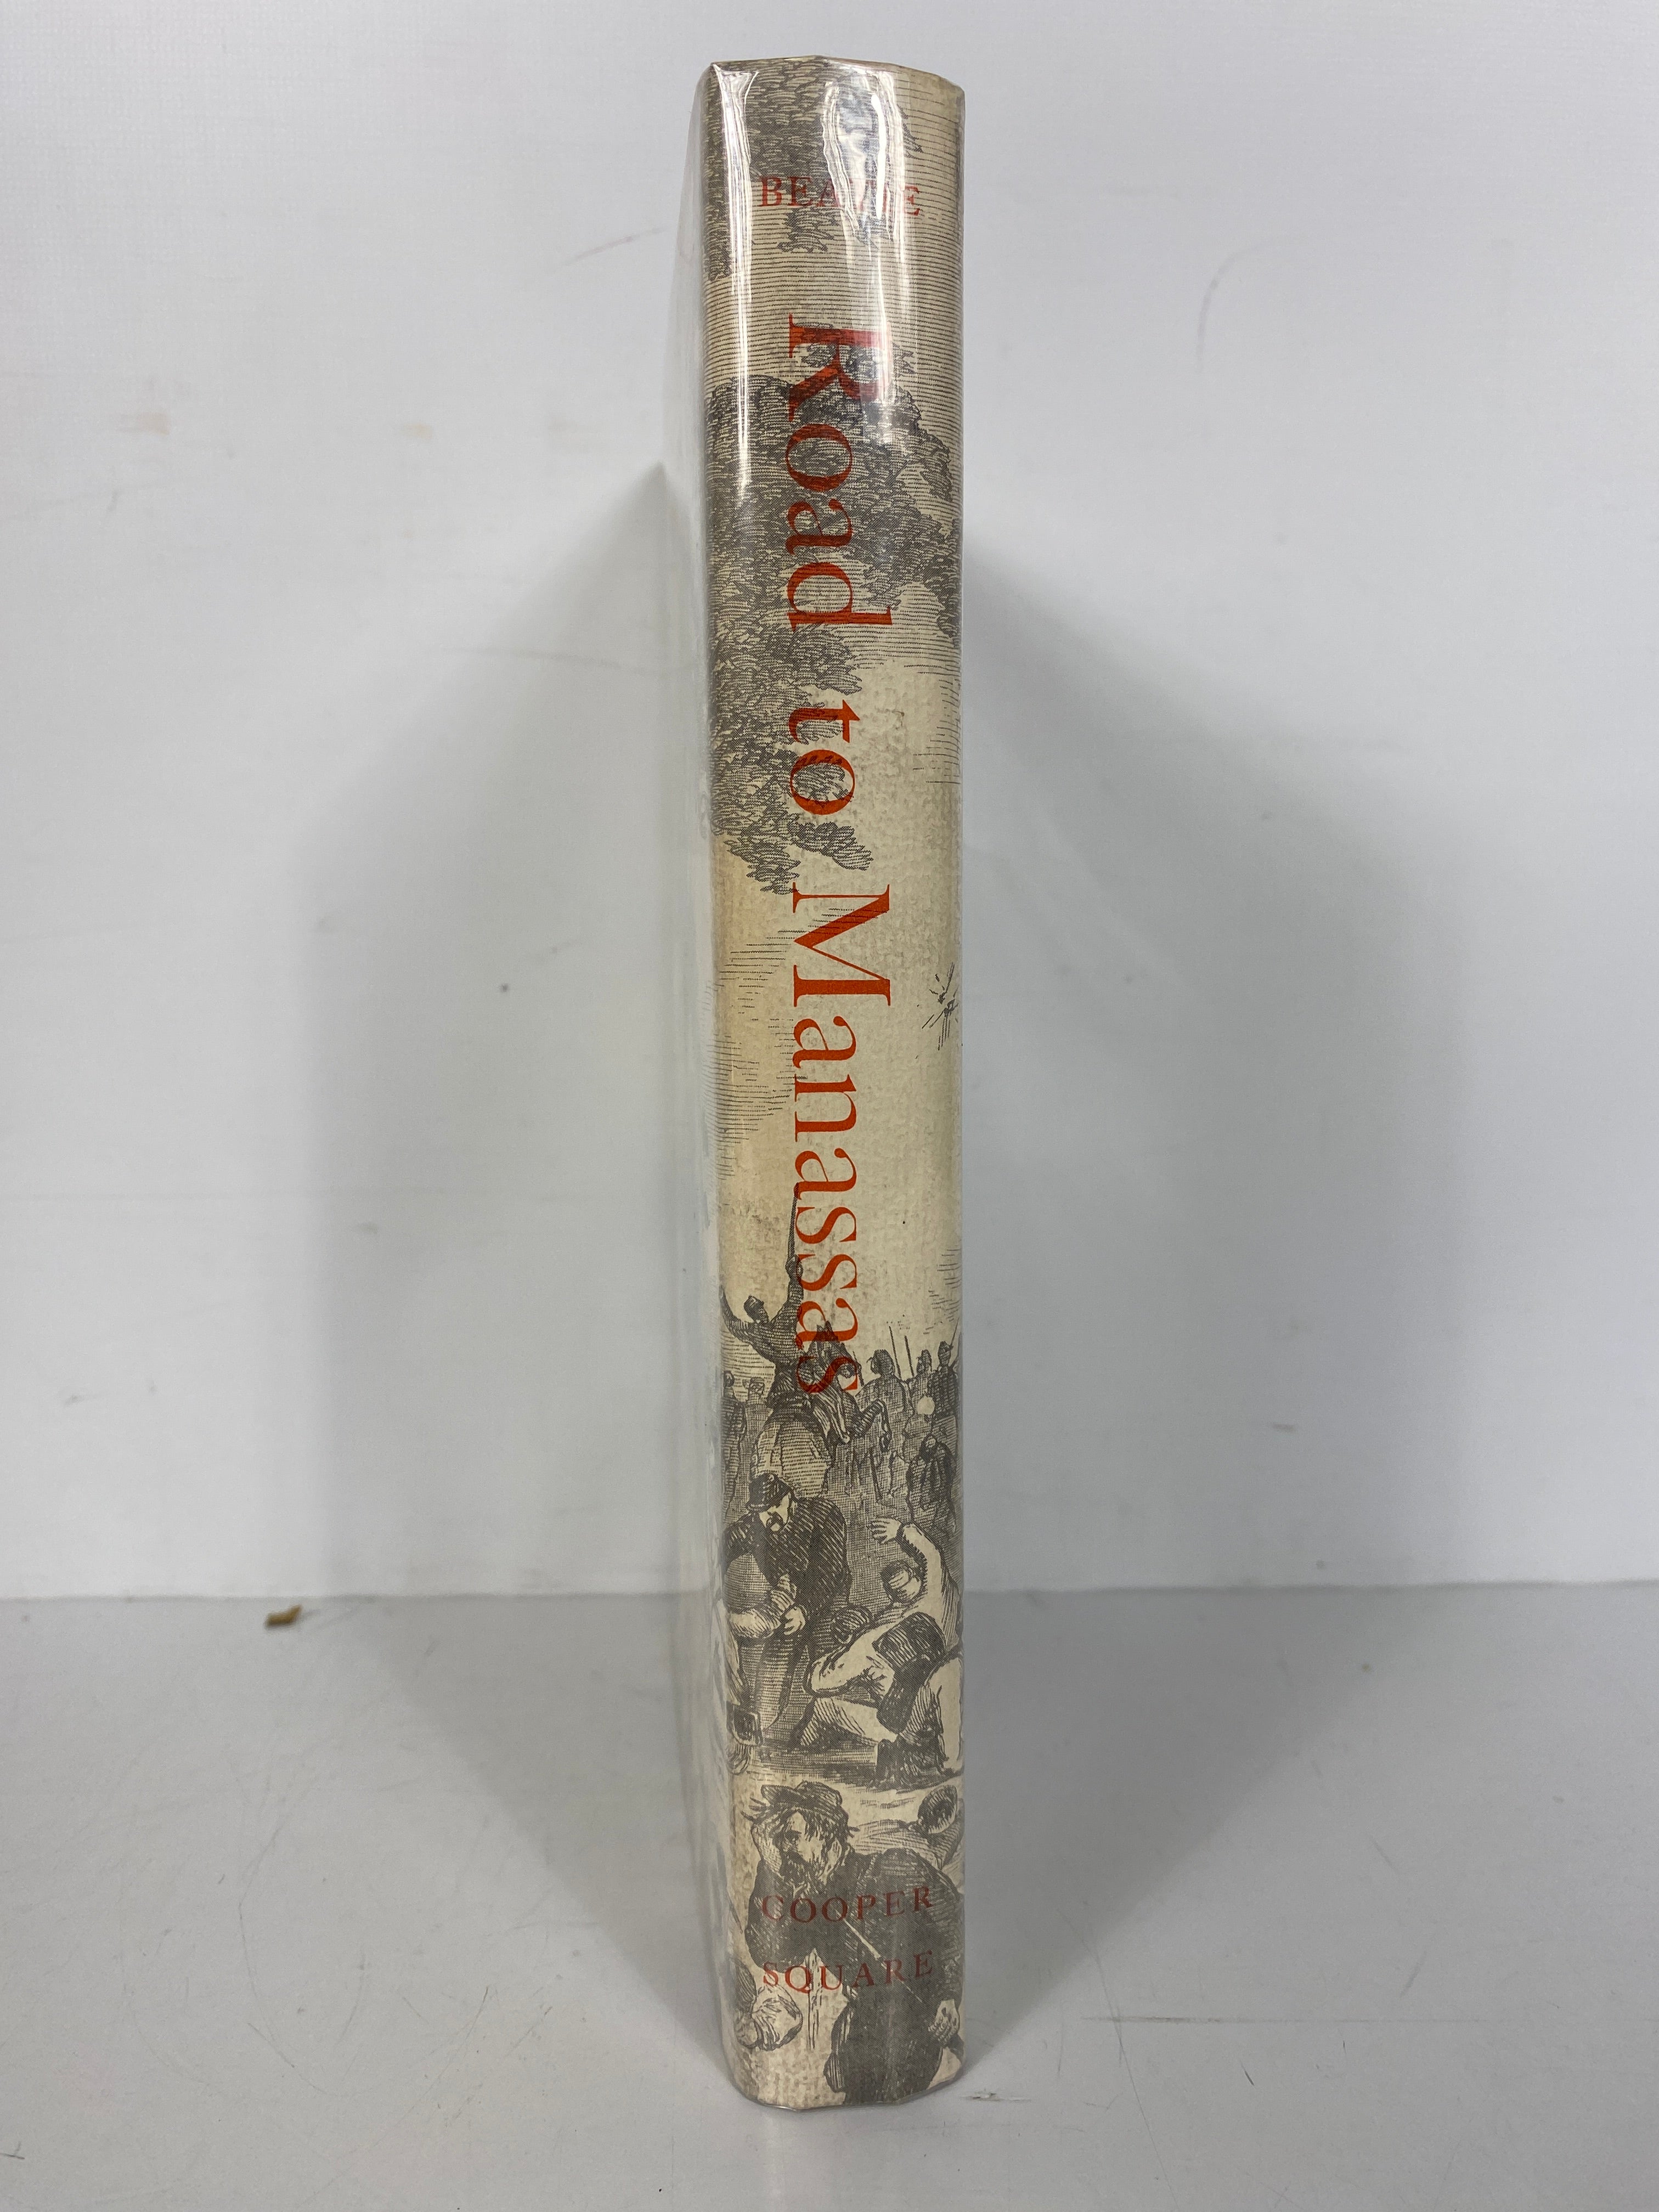 BEATIE
Road to Manassas
COOPER
SQUARE